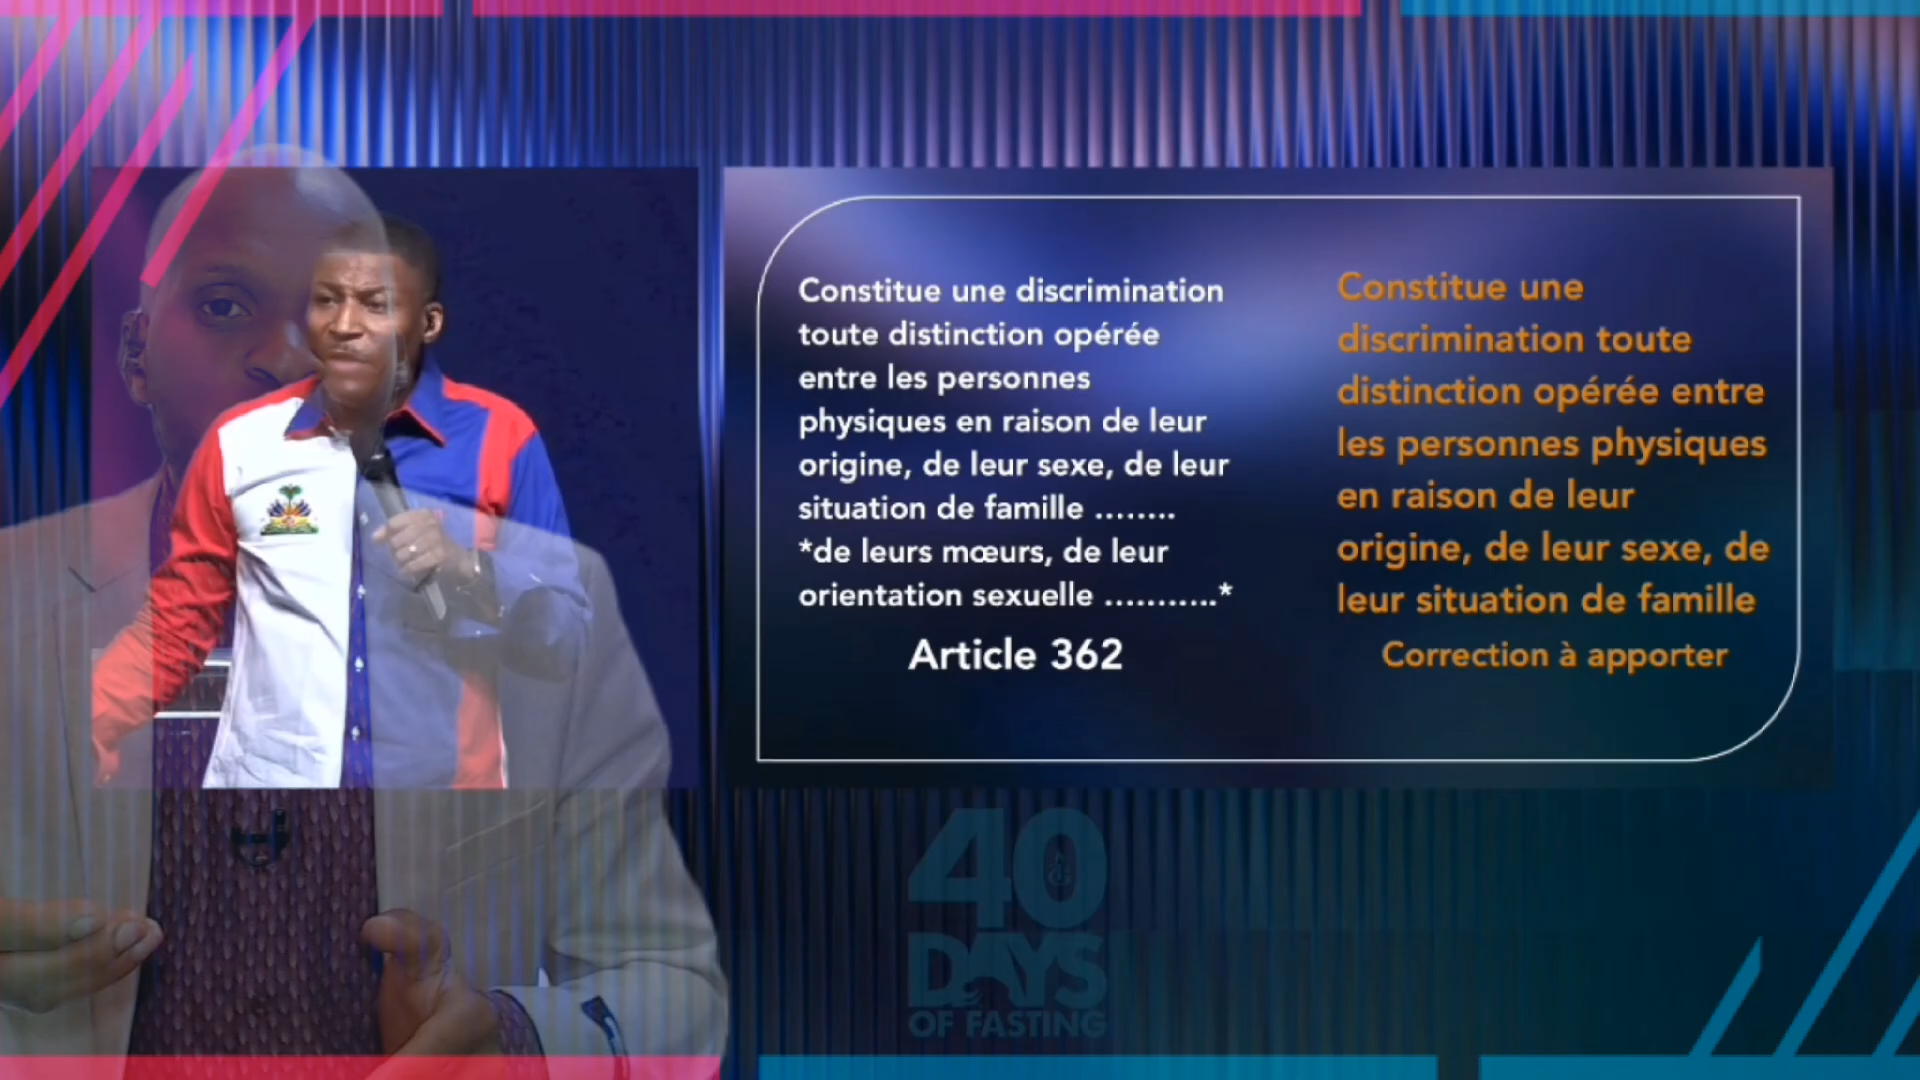 Constitue une discrimination
toute distinction opérée
entre les personnes
physiques en raison de leur
origine, de leur sexe, de leur
situation de famille ........
*de leurs mœurs, de leur
orientation sexuelle ...........*
Article 362
Constitue une
discrimination toute
distinction opérée entre
les personnes physiques
en raison de leur
origine, de leur sexe, de
leur situation de famille
Correction à apporter
40
DAYS
OF FASTING